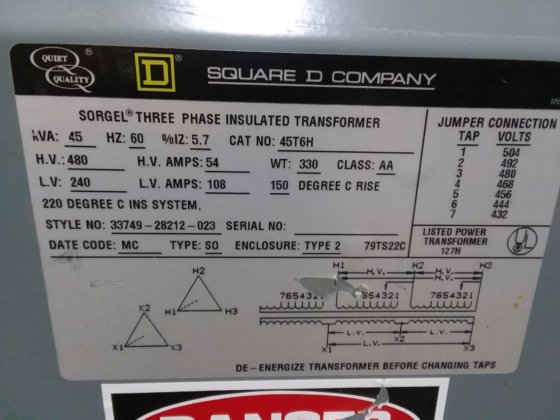 QUIET
QUALITY
®
D
SQUARE D COMPANY
SORGEL® THREE PHASE INSULATED TRANSFORMER
kVA: 45 HZ: 60 %IZ: 5.7 CAT NO: 45T6H
H.V.: 480 H.V. AMPS: 54 WT: 330 CLASS: AA
L.V: 240 L.V. AMPS: 108 150 DEGREE C RISE
220 DEGREE C INS SYSTEM,
STYLE NO: 33749-28212-023 SERIAL NO:
DATE CODE: MC TYPE: SO ENCLOSURE: TYPE 2 79TS22C
JUMPER CONNECTION
TAP VOLTS
1 504
2 492
3 480
4 468
5 456
6 444
7 432
LISTED POWER
TRANSFORMER
127H
UL
H1 H2 H3
H.V. H.V.
H.V.
7654321 7654321 7654321
L.V. L.V.
X2
L.V.
X1 X3
H2
H1 H3
X2
X1 X3
DE-ENERGIZE TRANSFORMER BEFORE CHANGING TAPS
DANGER